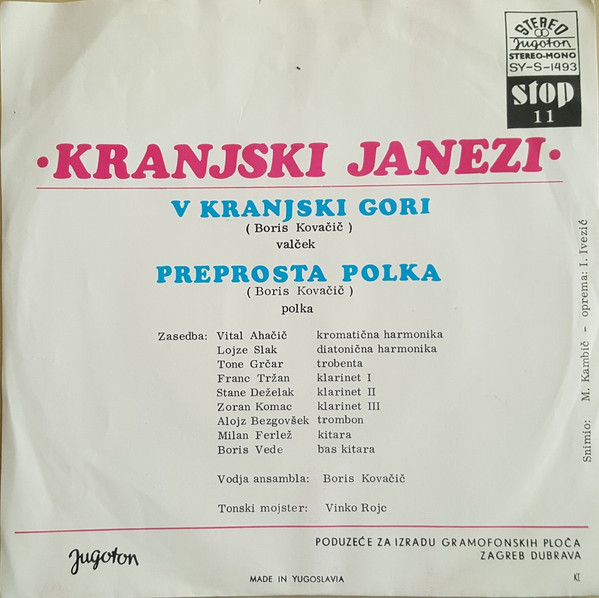 STEREO
Jugoton
STEREO-MONO
SY-S-1493
stop
11
•KRANJSKI JANEZI•
V KRANJSKI GORI
( Boris Kovačič )
valček
PREPROSTA POLKA
( Boris Kovačič )
polka
Zasedba: Vital Ahačič kromatična harmonika
Lojze Slak diatonična harmonika
Tone Grčar trobenta
Franc Tržan klarinet I
Stane Deželak klarinet II
Zoran Komac klarinet III
Alojz Bezgovšek trombon
Milan Ferlež kitara
Boris Vede bas kitara
Vodja ansambla: Boris Kovačič
Tonski mojster: Vinko Rojc
Snimio: M. Kambič - oprema: I. Ivezić
Jugoton
PODUZEĆE ZA IZRADU GRAMOFONSKIH PLOČA
ZAGREB DUBRAVA
MADE IN YUGOSLAVIA